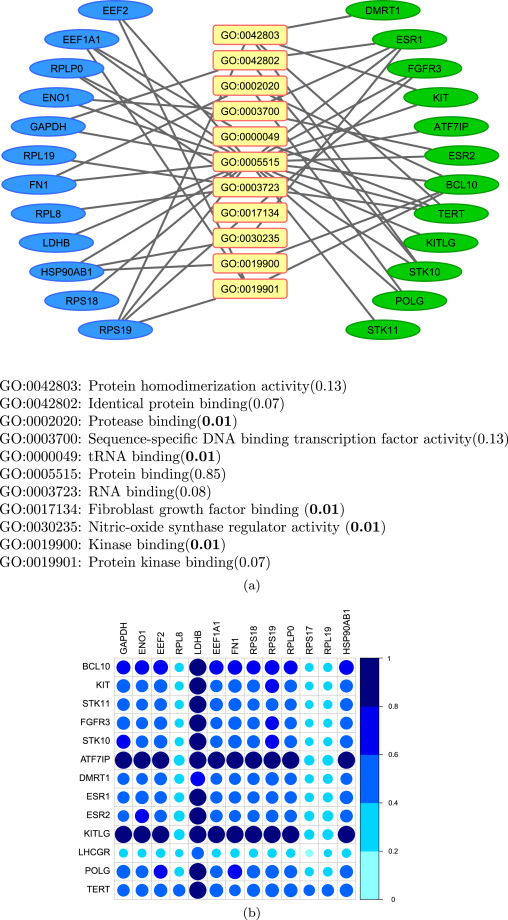 EEF2
EEF1A1
RPLP0
ENO1
GAPDH
RPL19
FN1
RPL8
LDHB
HSP90AB1
RPS18
RPS19
GO:0042803
GO:0042802
GO:0002020
GO:0003700
GO:0000049
GO:0005515
GO:0003723
GO:0017134
GO:0030235
GO:0019900
GO:0019901
DMRT1
ESR1
FGFR3
KIT
ATF7IP
ESR2
BCL10
TERT
KITLG
STK10
POLG
STK11
GO:0042803: Protein homodimerization activity(0.13)
GO:0042802: Identical protein binding(0.07)
GO:0002020: Protease binding(0.01)
GO:0003700: Sequence-specific DNA binding transcription factor activity(0.13)
GO:0000049: tRNA binding(0.01)
GO:0005515: Protein binding(0.85)
GO:0003723: RNA binding(0.08)
GO:0017134: Fibroblast growth factor binding (0.01)
GO:0030235: Nitric-oxide synthase regulator activity (0.01)
GO:0019900: Kinase binding(0.01)
GO:0019901: Protein kinase binding(0.07)
(a)
GAPDH
ENO1
EEF2
RPL8
LDHB
EEF1A1
FN1
RPS18
RPS19
RPLP0
RPS17
RPL19
HSP90AB1
BCL10
KIT
STK11
FGFR3
STK10
ATF7IP
DMRT1
ESR1
ESR2
KITLG
LHCGR
POLG
TERT
1
0.8
0.6
0.4
0.2
0
(b)